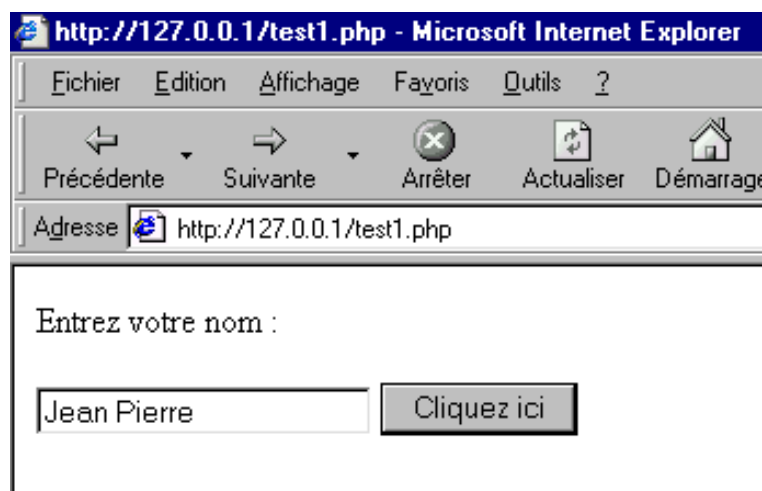 http://127.0.0.1/test1.php - Microsoft Internet Explorer
Fichier Edition Affichage Favoris Outils ?
Précédente Suivante Arrêter Actualiser Démarrage
Adresse http://127.0.0.1/test1.php
Entrez votre nom :
Jean Pierre Cliquez ici